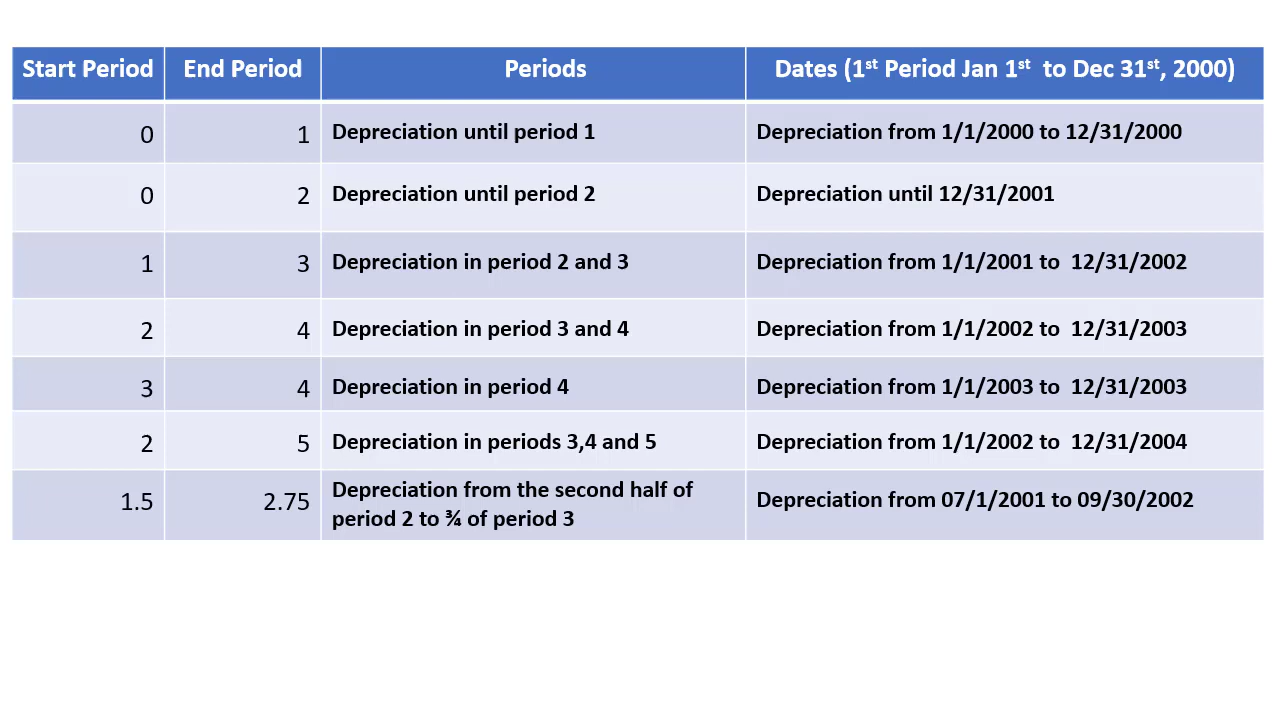 Start Period End Period Periods Dates (1st Period Jan 1st to Dec 31st, 2000)
0 1 Depreciation until period 1 Depreciation from 1/1/2000 to 12/31/2000
0 2 Depreciation until period 2 Depreciation until 12/31/2001
1 3 Depreciation in period 2 and 3 Depreciation from 1/1/2001 to 12/31/2002
2 4 Depreciation in period 3 and 4 Depreciation from 1/1/2002 to 12/31/2003
3 4 Depreciation in period 4 Depreciation from 1/1/2003 to 12/31/2003
2 5 Depreciation in periods 3,4 and 5 Depreciation from 1/1/2002 to 12/31/2004
1.5 2.75 Depreciation from the second half of
period 2 to ¾ of period 3 Depreciation from 07/1/2001 to 09/30/2002